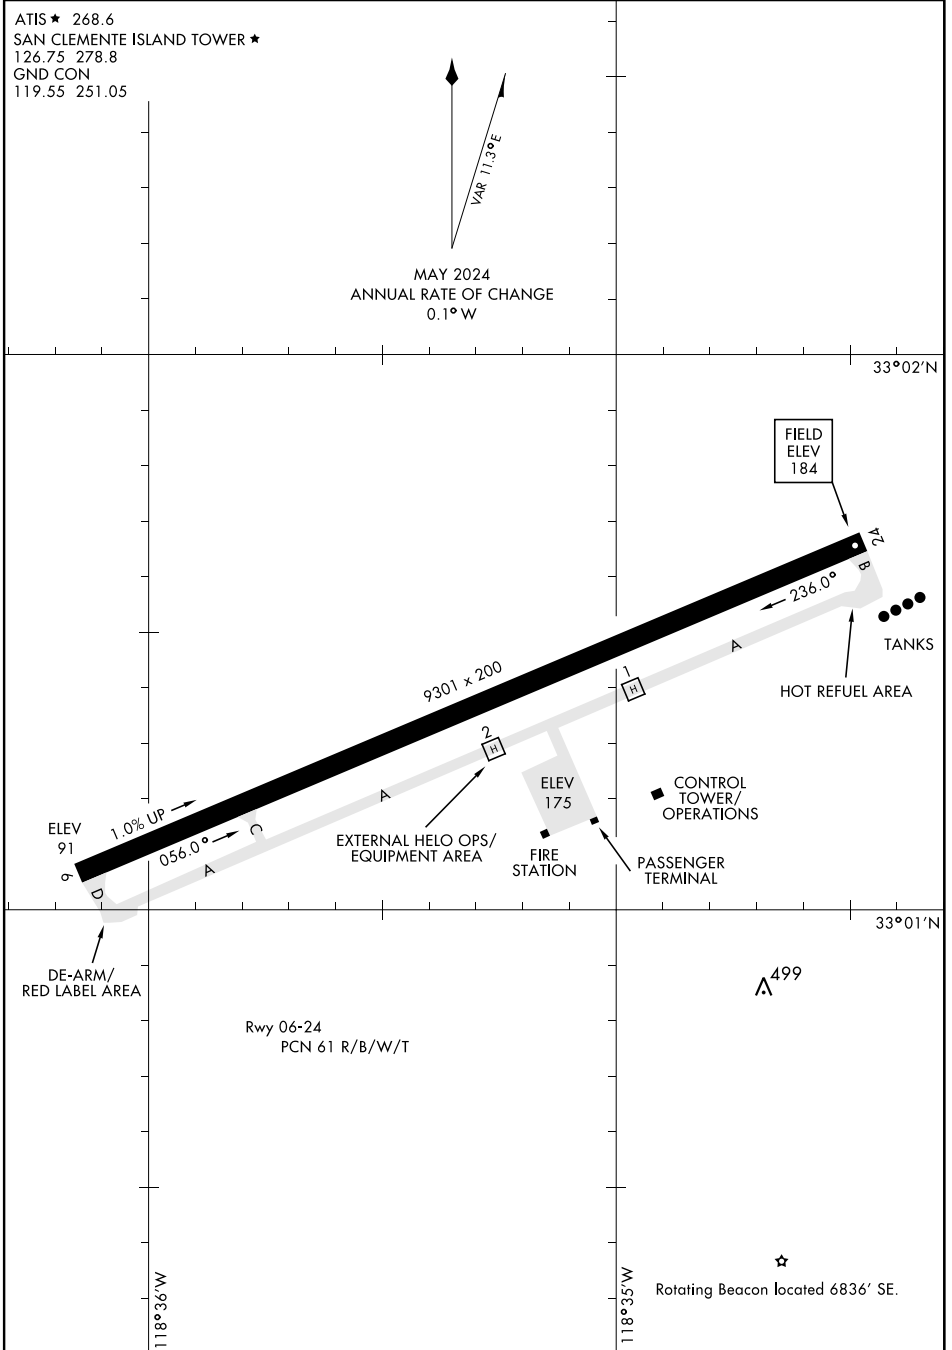 ATIS ★ 268.6
SAN CLEMENTE ISLAND TOWER ★
126.75 278.8
GND CON
119.55 251.05
VAR 11.3° E
MAY 2024
ANNUAL RATE OF CHANGE
0.1° W
33°02'N
FIELD
ELEV
184
24
B
236.0°
TANKS
A
HOT REFUEL AREA
9301 x 200
1
H
2
H
ELEV
175
CONTROL
TOWER/
OPERATIONS
A
1.0% UP
ELEV
91
056.0°
C
EXTERNAL HELO OPS/
EQUIPMENT AREA
FIRE
STATION
PASSENGER
TERMINAL
6
D
A
33°01'N
DE-ARM/
RED LABEL AREA
499
Rwy 06-24
PCN 61 R/B/W/T
118°36'W
118°35'W
Rotating Beacon located 6836' SE.